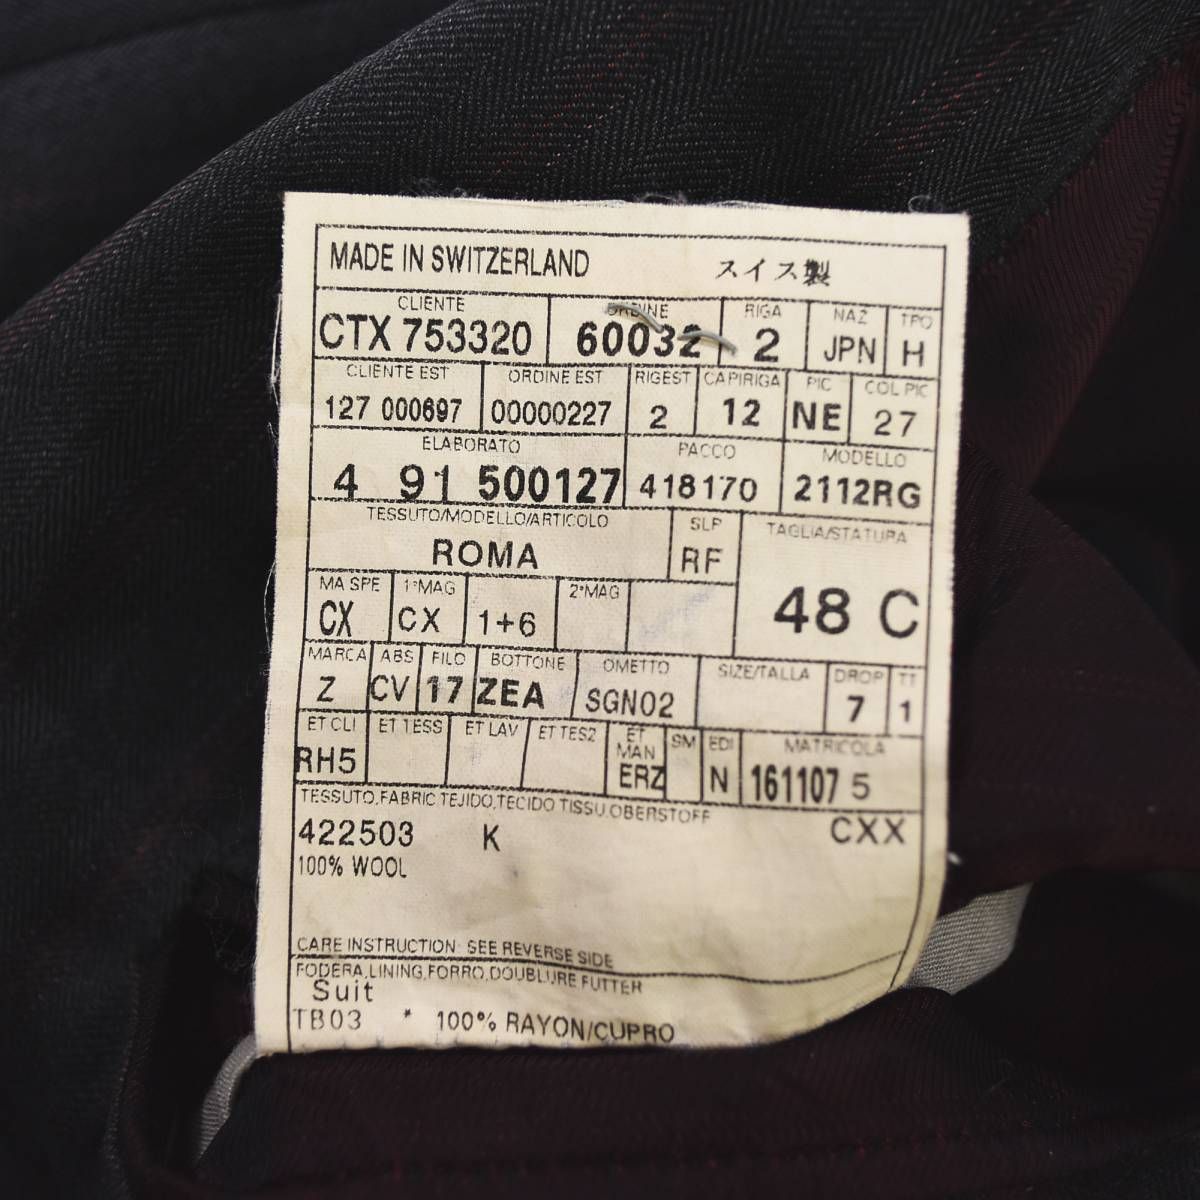 MADE IN SWITZERLAND スイス製
CLIENTE ORDINE RIGA NAZ TPO
CTX 753320 60032 2 JPN H
CLIENTE EST ORDINE EST RIGEST CAPIRIGA PIC COL PIC
127 000697 00000227 2 12 NE 27
ELABORATO PACCO MODELLO
4 91 500127 418170 2112RG
TESSUTO/MODELLO/ARTICOLO SLP TAGLIA/STATURA
ROMA RF 48 C
MA SPE 1°MAG 2°MAG
CX CX 1+6
MARCA ABS FILO BOTTONE OMETTO SIZE/TALLA DROP TT
Z CV 17 ZEA SGN02 7 1
ET CLI ET TESS ET LAV ET TES2 ET MAN SM EDI MATRICOLA
RH5 ERZ N 161107 5
TESSUTO,FABRIC TEJIDO,TECIDO TISSU,OBERSTOFF
422503 K CXX
100% WOOL
CARE INSTRUCTION: SEE REVERSE SIDE
FODERA,LINING,FORRO,DOUBLURE FUTTER
Suit
TB03 * 100% RAYON/CUPRO